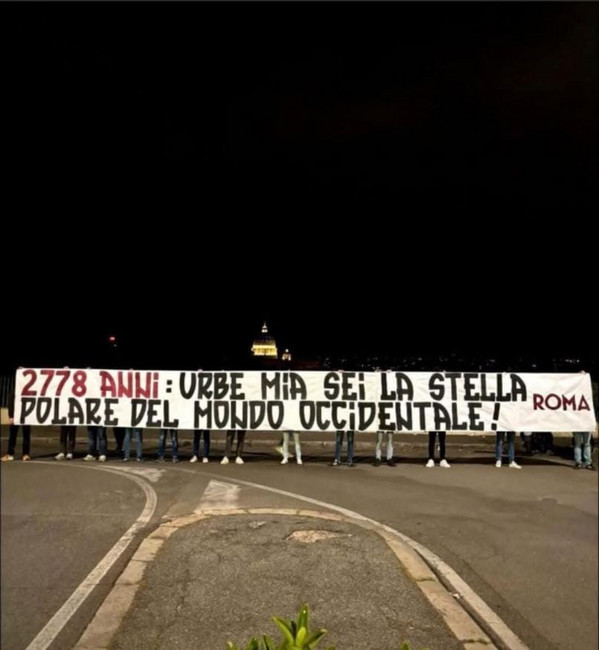 2778 ANNI: URBE MIA SEI LA STELLA
POLARE DEL MONDO OCCIDENTALE!
ROMA